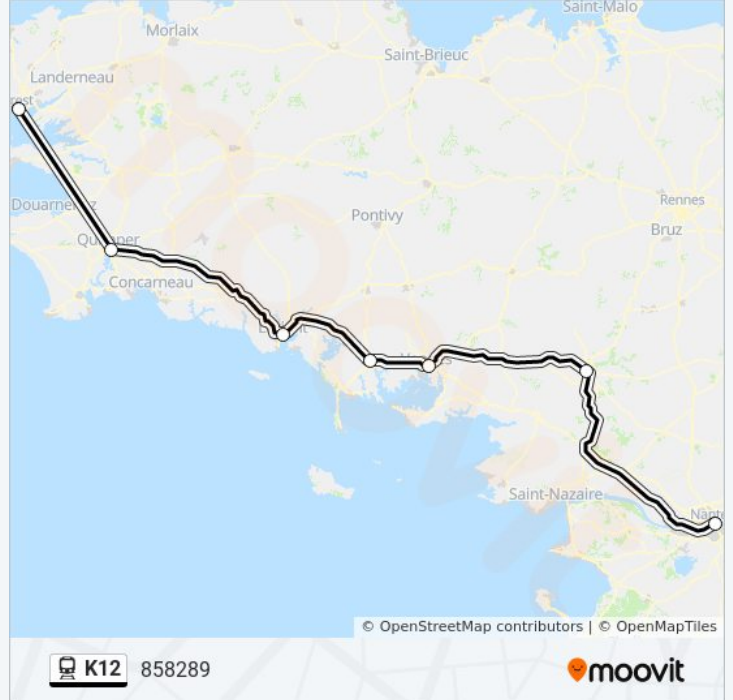 Saint-Malo
Morlaix
Saint-Brieuc
Landerneau
Rennes
Pontivy
Bruz
Concarneau
Saint-Nazaire
© OpenStreetMap contributors | © OpenMapTiles
K12 858289 moovit